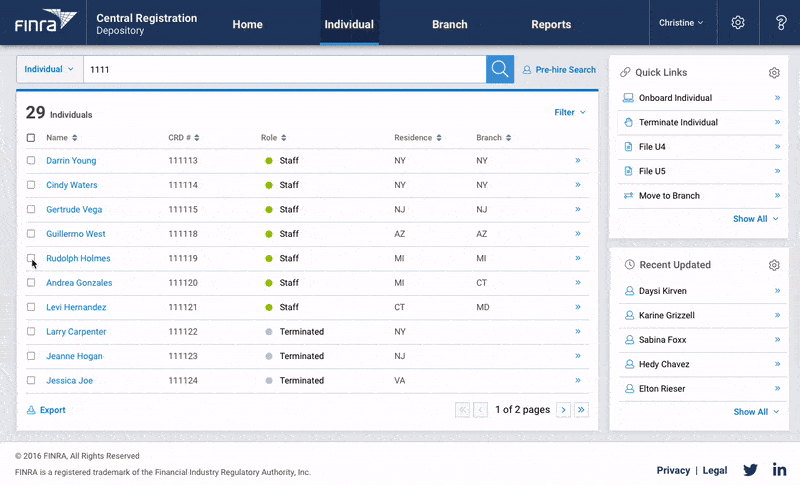 FINRA Central Registration Depository Home Individual Branch Reports Christine
Individual 1111 Pre-hire Search
29 Individuals Filter
Name CRD # Role Residence Branch
Darrin Young 111113 Staff NY NY
Cindy Waters 111114 Staff NY NY
Gertrude Vega 111115 Staff NJ NJ
Guillermo West 111118 Staff AZ AZ
Rudolph Holmes 111119 Staff MI MI
Andrea Gonzales 111120 Staff MI CT
Levi Hernandez 111121 Staff CT MD
Larry Carpenter 111122 Terminated NY
Jeanne Hogan 111123 Terminated NJ
Jessica Joe 111124 Terminated VA
Export 1 of 2 pages
Quick Links
Onboard Individual
Terminate Individual
File U4
File U5
Move to Branch
Show All
Recent Updated
Daysi Kirven
Karine Grizzell
Sabina Foxx
Hedy Chavez
Elton Rieser
Show All
© 2016 FINRA, All Rights Reserved
FINRA is a registered trademark of the Financial Industry Regulatory Authority, Inc.
Privacy | Legal